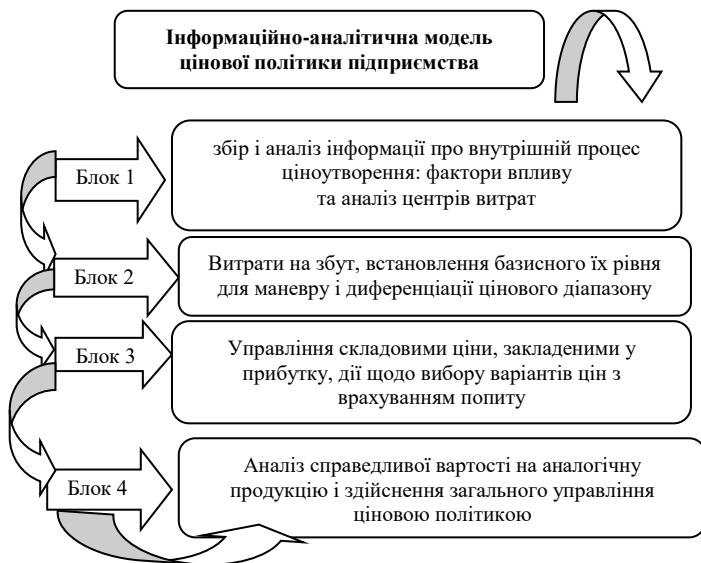 Інформаційно-аналітична модель
цінової політики підприємства
Блок 1
збір і аналіз інформації про внутрішній процес
ціноутворення: фактори впливу
та аналіз центрів витрат
Блок 2
Витрати на збут, встановлення базисного їх рівня
для маневру і диференціації цінового діапазону
Блок 3
Управління складовими ціни, закладеними у
прибутку, дії щодо вибору варіантів цін з
врахуванням попиту
Блок 4
Аналіз справедливої вартості на аналогічну
продукцію і здійснення загального управління
ціновою політикою